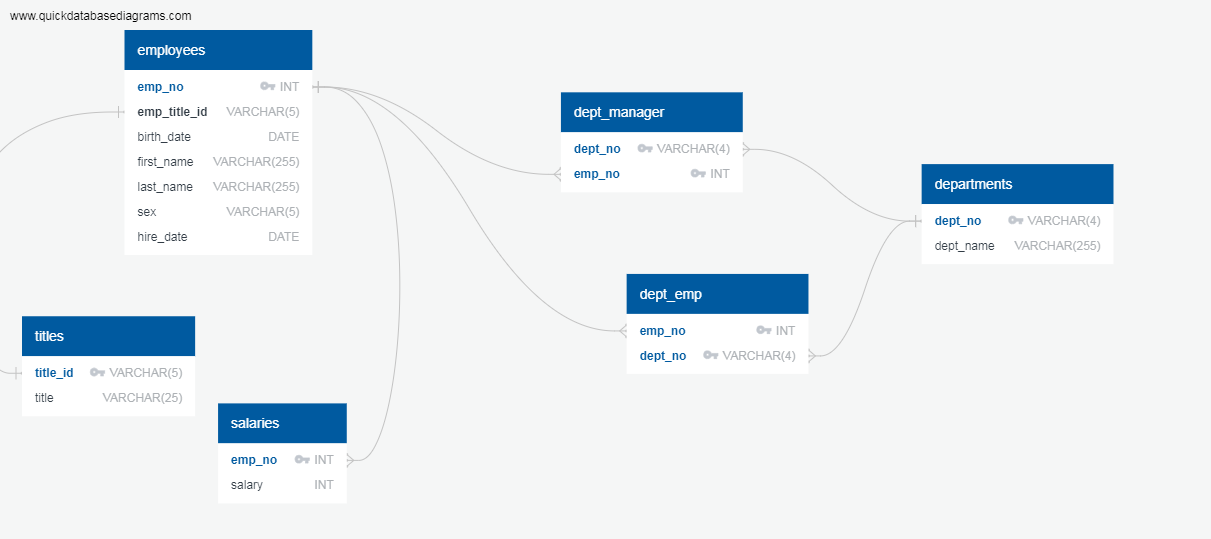 www.quickdatabasediagrams.com
employees
emp_no INT
emp_title_id VARCHAR(5)
birth_date DATE
first_name VARCHAR(255)
last_name VARCHAR(255)
sex VARCHAR(5)
hire_date DATE
dept_manager
dept_no VARCHAR(4)
emp_no INT
departments
dept_no VARCHAR(4)
dept_name VARCHAR(255)
dept_emp
emp_no INT
dept_no VARCHAR(4)
titles
title_id VARCHAR(5)
title VARCHAR(25)
salaries
emp_no INT
salary INT